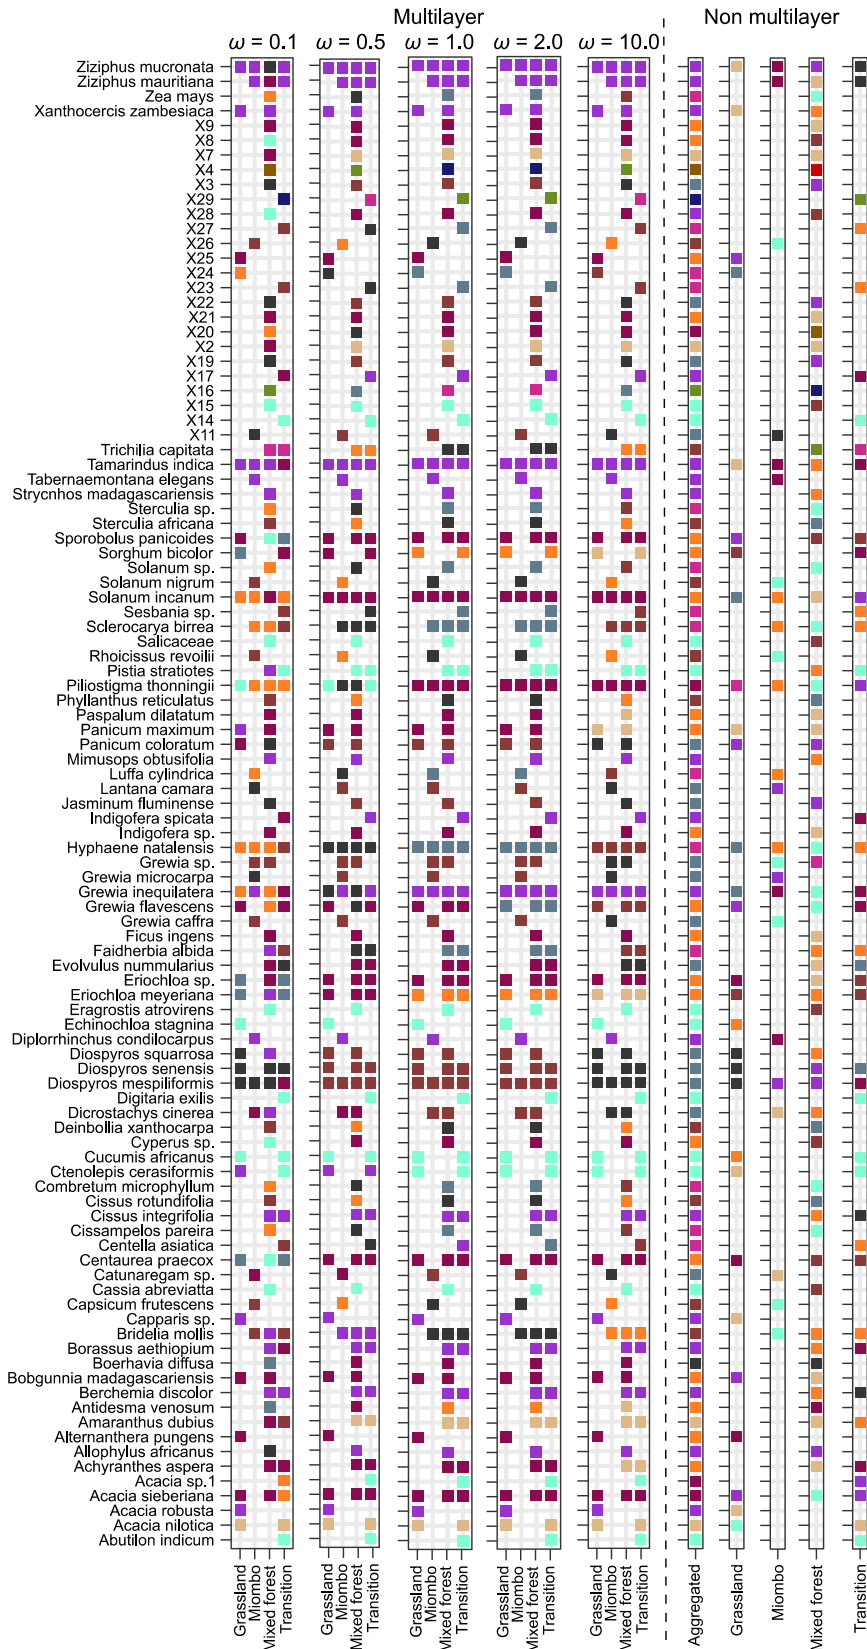 Multilayer Non multilayer
ω = 0.1 ω = 0.5 ω = 1.0 ω = 2.0 ω = 10.0
Ziziphus mucronata
Ziziphus mauritiana
Zea mays
Xanthocercis zambesiaca
X9
X8
X7
X4
X3
X29
X28
X27
X26
X25
X24
X23
X22
X21
X20
X2
X19
X17
X16
X15
X14
X11
Trichilia capitata
Tamarindus indica
Tabernaemontana elegans
Strycnhos madagascariensis
Sterculia sp.
Sterculia africana
Sporobolus panicoides
Sorghum bicolor
Solanum sp.
Solanum nigrum
Solanum incanum
Sesbania sp.
Sclerocarya birrea
Salicaceae
Rhoicissus revoilii
Pistia stratiotes
Piliostigma thonningii
Phyllanthus reticulatus
Paspalum dilatatum
Panicum maximum
Panicum coloratum
Mimusops obtusifolia
Luffa cylindrica
Lantana camara
Jasminum fluminense
Indigofera spicata
Indigofera sp.
Hyphaene natalensis
Grewia sp.
Grewia microcarpa
Grewia inequilatera
Grewia flavescens
Grewia caffra
Ficus ingens
Faidherbia albida
Evolvulus nummularius
Eriochloa sp.
Eriochloa meyeriana
Eragrostis atrovirens
Echinochloa stagnina
Diplorrhinchus condilocarpus
Diospyros squarrosa
Diospyros senensis
Diospyros mespiliformis
Digitaria exilis
Dicrostachys cinerea
Deinbollia xanthocarpa
Cyperus sp.
Cucumis africanus
Ctenolepis cerasiformis
Combretum microphyllum
Cissus rotundifolia
Cissus integrifolia
Cissampelos pareira
Centella asiatica
Centaurea praecox
Catunaregam sp.
Cassia abreviatta
Capsicum frutescens
Capparis sp.
Bridelia mollis
Borassus aethiopium
Boerhavia diffusa
Bobgunnia madagascariensis
Berchemia discolor
Antidesma venosum
Amaranthus dubius
Alternanthera pungens
Allophylus africanus
Achyranthes aspera
Acacia sp.1
Acacia sieberiana
Acacia robusta
Acacia nilotica
Abutilon indicum
Grassland
Miombo
Mixed forest
Transition
Grassland
Miombo
Mixed forest
Transition
Grassland
Miombo
Mixed forest
Transition
Grassland
Miombo
Mixed forest
Transition
Grassland
Miombo
Mixed forest
Transition
Aggregated
Grassland
Miombo
Mixed forest
Transition